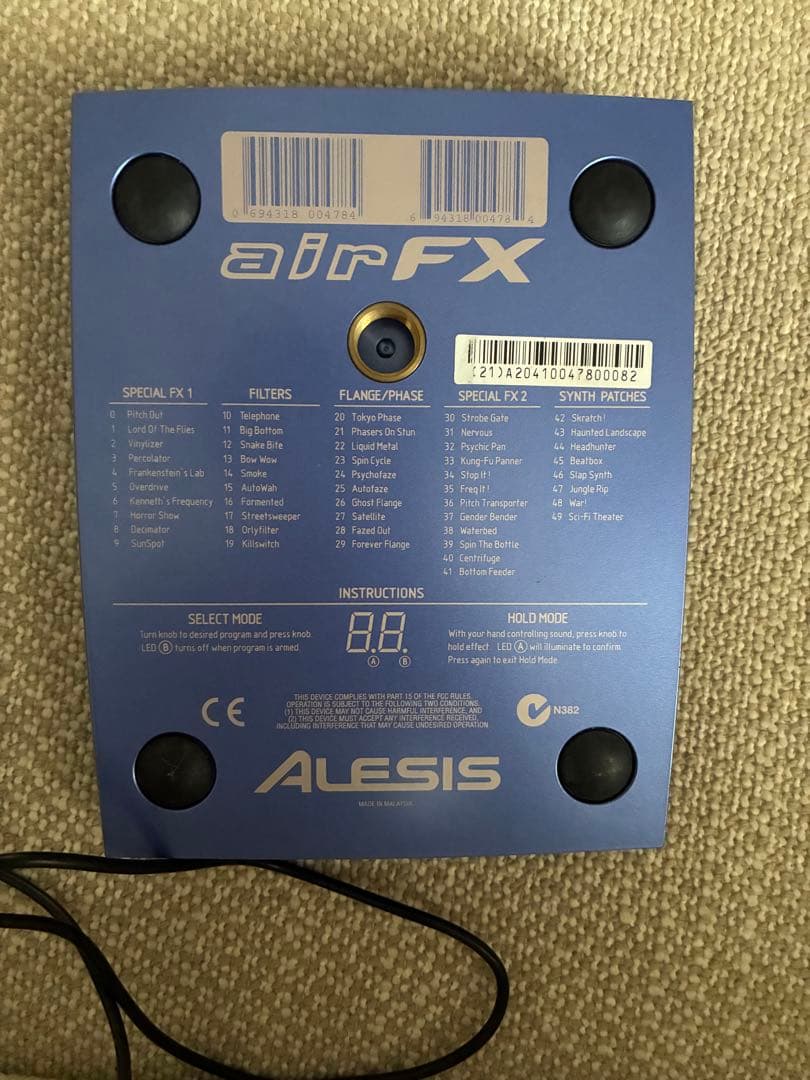 0 694318 004784
6 94318 00478 4
airFX
(21)A20410047800082
SPECIAL FX 1
0 Pitch Out
1 Lord Of The Flies
2 Vinylizer
3 Percolator
4 Frankenstein's Lab
5 Overdrive
6 Kenneth's Frequency
7 Horror Show
8 Decimator
9 SunSpot
FILTERS
10 Telephone
11 Big Bottom
12 Snake Bite
13 Bow Wow
14 Smoke
15 AutoWah
16 Formented
17 Streetsweeper
18 Orlyfilter
19 Killswitch
FLANGE/PHASE
20 Tokyo Phase
21 Phasers On Stun
22 Liquid Metal
23 Spin Cycle
24 Psychofaze
25 Autofaze
26 Ghost Flange
27 Satellite
28 Fazed Out
29 Forever Flange
SPECIAL FX 2
30 Strobe Gate
31 Nervous
32 Psychic Pan
33 Kung-Fu Panner
34 Stop It!
35 Freq It!
36 Pitch Transporter
37 Gender Bender
38 Waterbed
39 Spin The Bottle
40 Centrifuge
41 Bottom Feeder
SYNTH PATCHES
42 Skratch!
43 Haunted Landscape
44 Headhunter
45 Beatbox
46 Slap Synth
47 Jungle Rip
48 War!
49 Sci-Fi Theater
INSTRUCTIONS
SELECT MODE
Turn knob to desired program and press knob.
LED B turns off when program is armed.
8.8.
A B
HOLD MODE
With your hand controlling sound, press knob to
hold effect. LED A will illuminate to confirm.
Press again to exit Hold Mode.
CE
THIS DEVICE COMPLIES WITH PART 15 OF THE FCC RULES.
OPERATION IS SUBJECT TO THE FOLLOWING TWO CONDITIONS:
(1) THIS DEVICE MAY NOT CAUSE HARMFUL INTERFERENCE, AND
(2) THIS DEVICE MUST ACCEPT ANY INTERFERENCE RECEIVED,
INCLUDING INTERFERENCE THAT MAY CAUSE UNDESIRED OPERATION
N382
ALESIS
MADE IN MALAYSIA